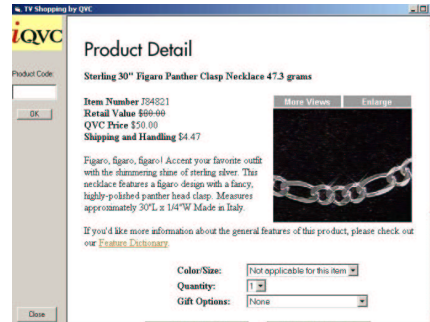 TV Shopping by QVC
iQVC
Product Code:
OK
Close
Product Detail
Sterling 30" Figaro Panther Clasp Necklace 47.3 grams
Item Number J84821
Retail Value $80.00
QVC Price $50.00
Shipping and Handling $4.47
More Views Enlarge
Figaro, figaro, figaro! Accent your favorite outfit
with the shimmering shine of sterling silver. This
necklace features a figaro design with a fancy,
highly-polished panther head clasp. Measures
approximately 30"L x 1/4"W Made in Italy.
If you'd like more information about the general features of this product, please check out
our Feature Dictionary.
Color/Size: Not applicable for this item
Quantity: 1
Gift Options: None